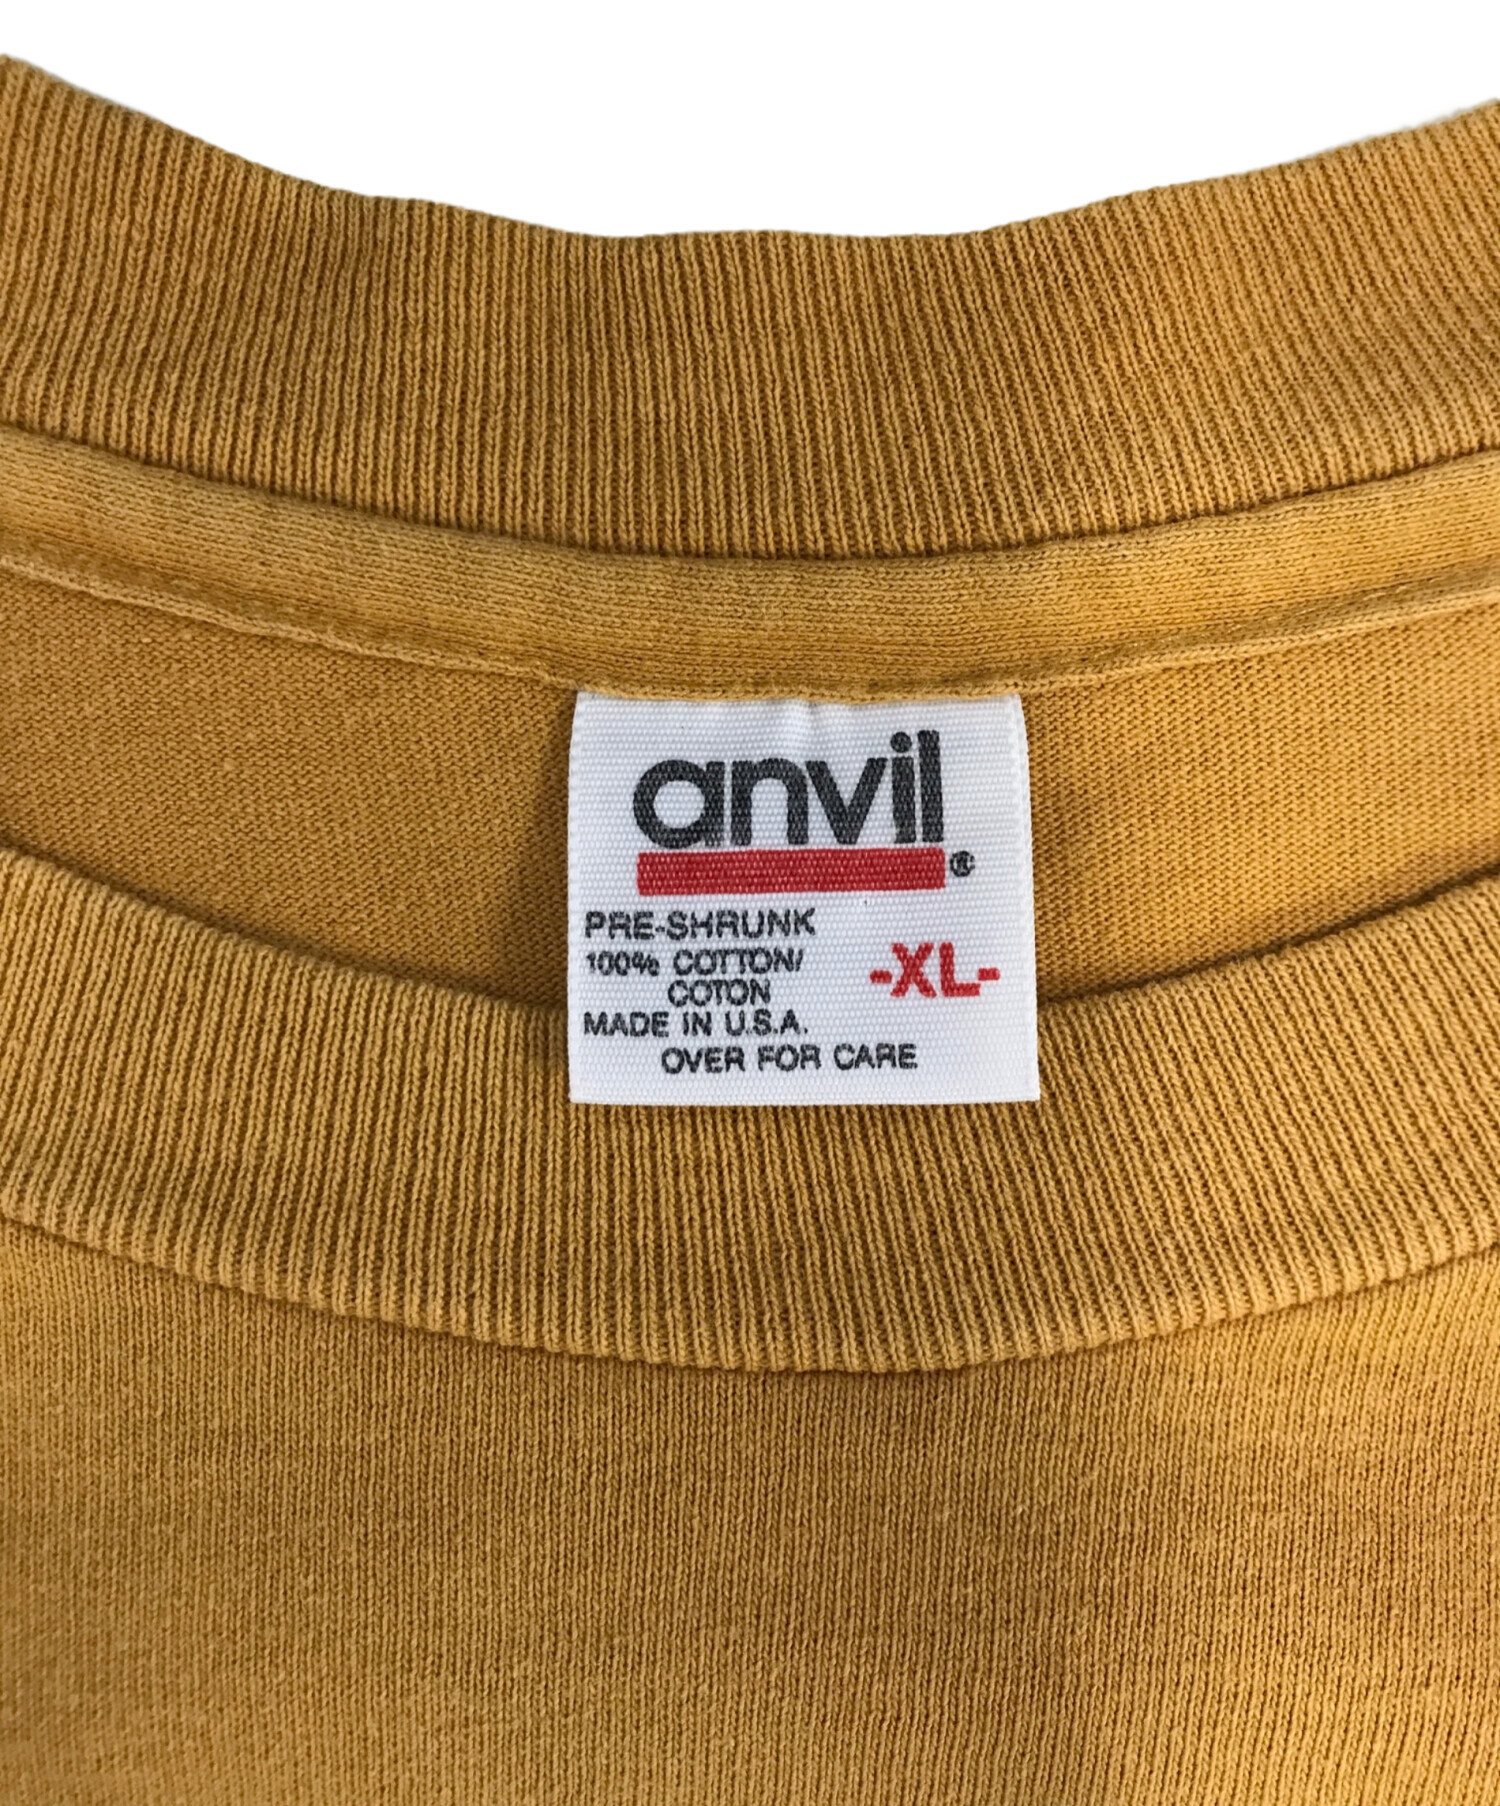 anvil®
PRE-SHRUNK
100% COTTON/
COTON
-XL-
MADE IN U.S.A.
OVER FOR CARE